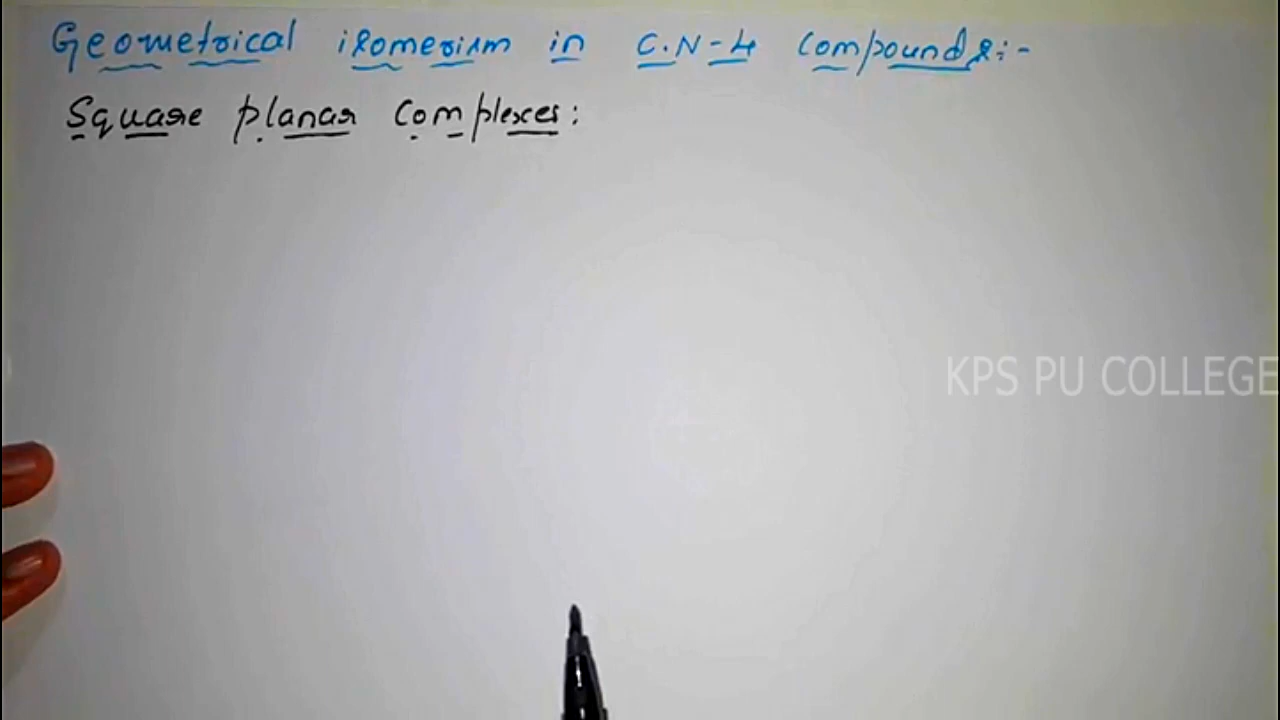 Geometrical isomerism in C.N-4 compounds:-
Square planar complexes:
KPS PU COLLEGE